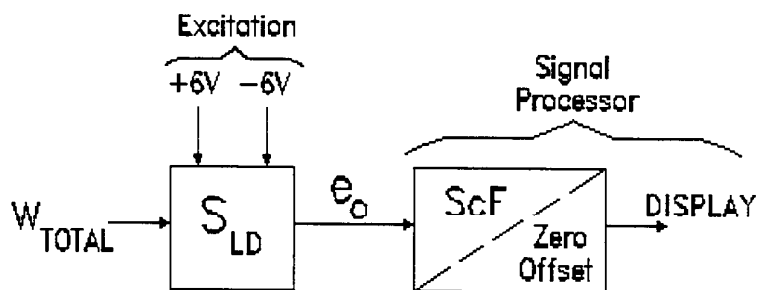 Excitation
+6V -6V
Signal
Processor
W TOTAL
S LD
e o
ScF
Zero
Offset
DISPLAY